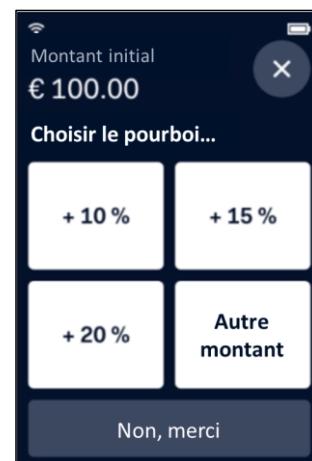 Montant initial
€ 100.00
Choisir le pourboi...
+ 10 %
+ 15 %
+ 20 %
Autre
montant
Non, merci